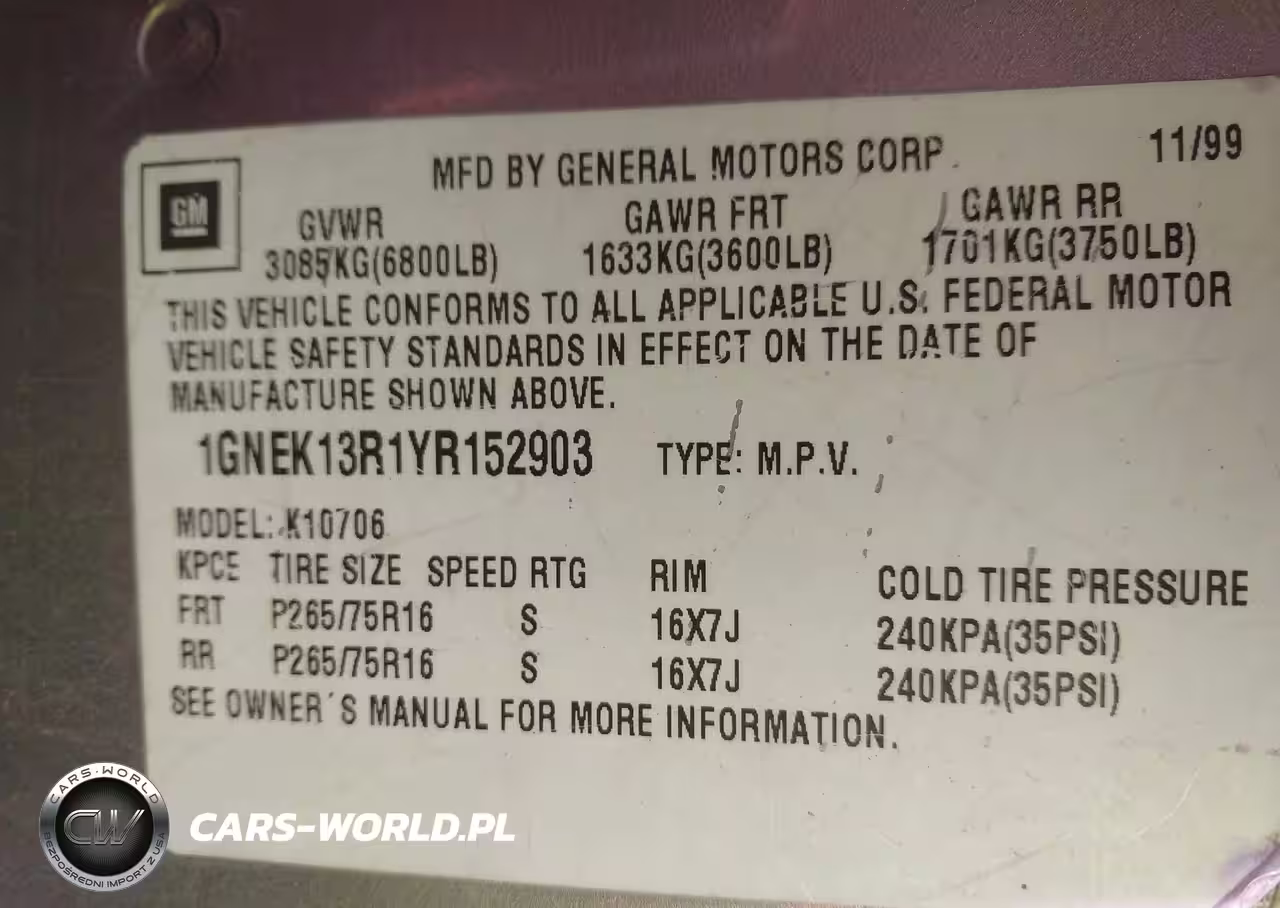 MFD BY GENERAL MOTORS CORP. 11/99
GM
GVWR GAWR FRT GAWR RR
3085KG(6800LB) 1633KG(3600LB) 1701KG(3750LB)
THIS VEHICLE CONFORMS TO ALL APPLICABLE U.S. FEDERAL MOTOR
VEHICLE SAFETY STANDARDS IN EFFECT ON THE DATE OF
MANUFACTURE SHOWN ABOVE.
1GNEK13R1YR152903 TYPE: M.P.V.
MODEL: K10706
KPCE TIRE SIZE SPEED RTG RIM COLD TIRE PRESSURE
FRT P265/75R16 S 16X7J 240KPA(35PSI)
RR P265/75R16 S 16X7J 240KPA(35PSI)
SEE OWNER´S MANUAL FOR MORE INFORMATION.
CARS-WORLD
CW
BEZPOŚREDNI IMPORT Z USA
CARS-WORLD.PL